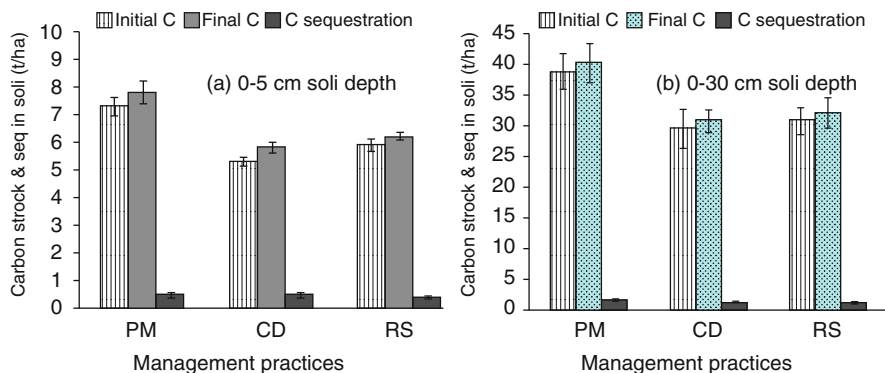 Initial C Final C C sequestration
Carbon strock & seq in soli (t/ha)
10
9
8
7
6
5
4
3
2
1
0
(a) 0-5 cm soli depth
PM CD RS
Management practices
Initial C Final C C sequestration
Carbon strock & seq in soli (t/ha)
45
40
35
30
25
20
15
10
5
0
(b) 0-30 cm soli depth
PM CD RS
Management practices